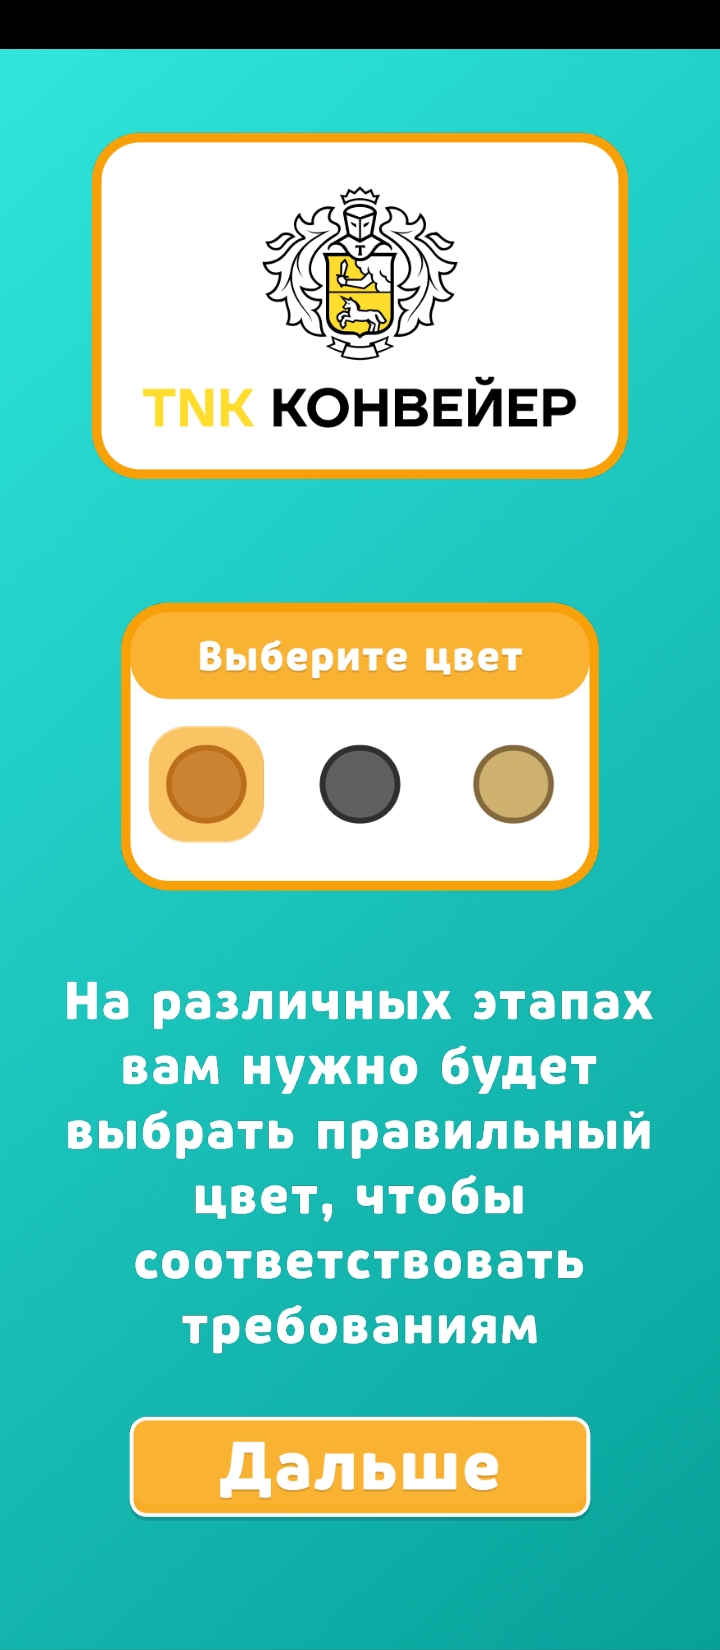 Т
TNK КОНВЕЙЕР
Выберите цвет
На различных этапах
вам нужно будет
выбрать правильный
цвет, чтобы
соответствовать
требованиям
Дальше